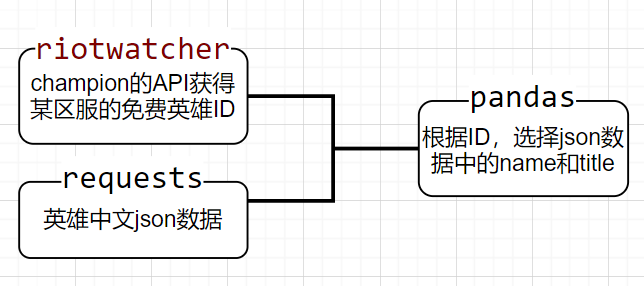 riotwatcher
champion的API获得
某区服的免费英雄ID
requests
英雄中文json数据
pandas
根据ID，选择json数
据中的name和title